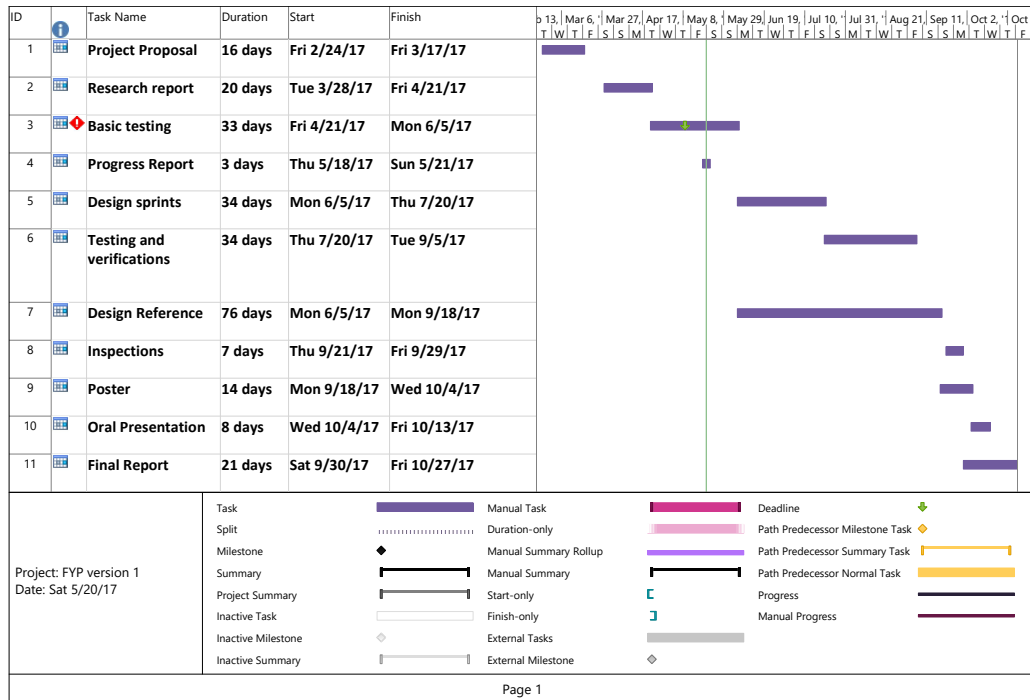 ID Task Name Duration Start Finish
b 13, Mar 6, ' Mar 27, Apr 17, May 8, ' May 29, Jun 19, ' Jul 10, '' Jul 31, '' Aug 21, Sep 11, Oct 2, '1 Oct
T W T F S S M T T F S S M T W T F S M T W F
1 Project Proposal 16 days Fri 2/24/17 Fri 3/17/17
2 Research report 20 days Tue 3/28/17 Fri 4/21/17
3 Basic testing 33 days Fri 4/21/17 Mon 6/5/17
4 Progress Report 3 days Thu 5/18/17 Sun 5/21/17
5 Design sprints 34 days Mon 6/5/17 Thu 7/20/17
6 Testing and verifications 34 days Thu 7/20/17 Tue 9/5/17
7 Design Reference 76 days Mon 6/5/17 Mon 9/18/17
8 Inspections 7 days Thu 9/21/17 Fri 9/29/17
9 Poster 14 days Mon 9/18/17 Wed 10/4/17
10 Oral Presentation 8 days Wed 10/4/17 Fri 10/13/17
11 Final Report 21 days Sat 9/30/17 Fri 10/27/17
Project: FYP version 1
Date: Sat 5/20/17
Task
Split
Milestone
Summary
Project Summary
Inactive Task
Inactive Milestone
Inactive Summary
Manual Task
Duration-only
Manual Summary Rollup
Manual Summary
Start-only
Finish-only
External Tasks
External Milestone
Deadline
Path Predecessor Milestone Task
Path Predecessor Summary Task
Path Predecessor Normal Task
Progress
Manual Progress
Page 1